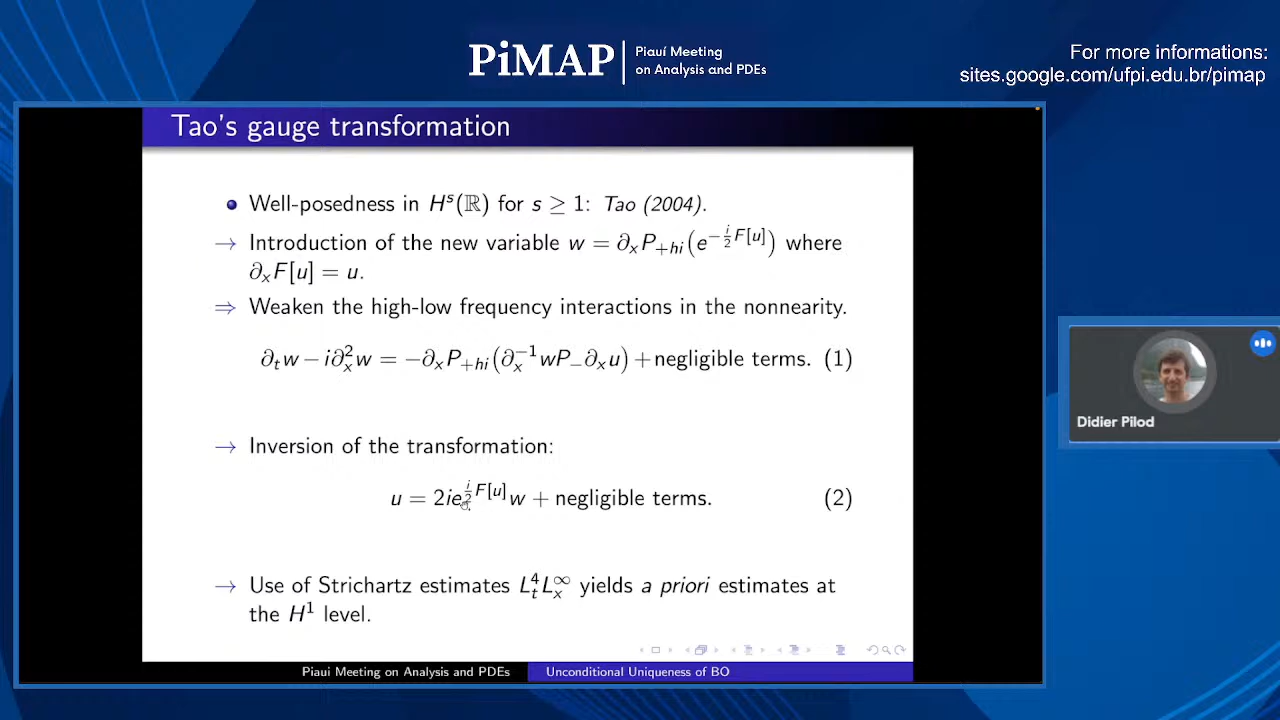 PiMAP
Piauí Meeting
on Analysis and PDEs
For more informations:
sites.google.com/ufpi.edu.br/pimap
Tao's gauge transformation
Well-posedness in H^s(ℝ) for s ≥ 1: Tao (2004).
→ Introduction of the new variable w = ∂_x P_{+hi}(e^{-\frac{i}{2}F[u]}) where
∂_x F[u] = u.
⇒ Weaken the high-low frequency interactions in the nonnearity.
∂_t w − i∂_x^2 w = −∂_x P_{+hi}(∂_x^{-1} w P_− ∂_x u) + negligible terms. (1)
→ Inversion of the transformation:
u = 2ie^{\frac{i}{2}F[u]} w + negligible terms. (2)
→ Use of Strichartz estimates L_t^4 L_x^∞ yields a priori estimates at
the H^1 level.
Piaui Meeting on Analysis and PDEs
Unconditional Uniqueness of BO
Didier Pilod